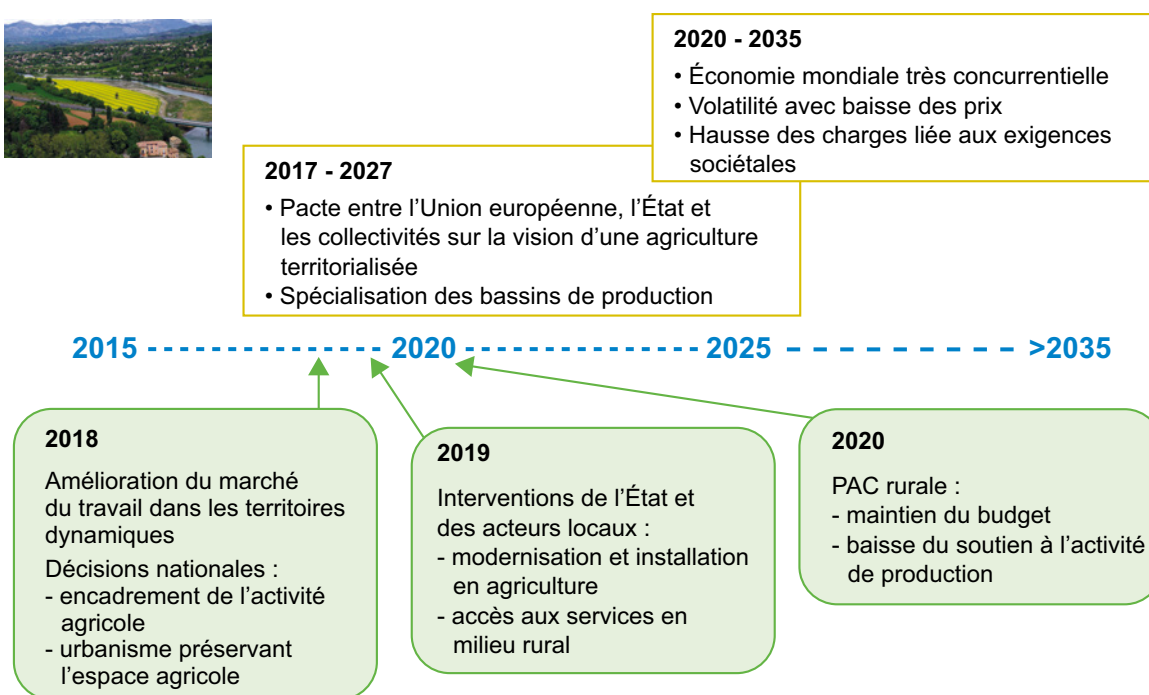 2020 - 2035
• Économie mondiale très concurrentielle
• Volatilité avec baisse des prix
• Hausse des charges liée aux exigences
sociétales
2017 - 2027
• Pacte entre l’Union européenne, l’État et
les collectivités sur la vision d’une agriculture
territorialisée
• Spécialisation des bassins de production
2015 2020 2025 >2035
2018
Amélioration du marché
du travail dans les territoires
dynamiques
Décisions nationales :
- encadrement de l’activité
agricole
- urbanisme préservant
l’espace agricole
2019
Interventions de l’État et
des acteurs locaux :
- modernisation et installation
en agriculture
- accès aux services en
milieu rural
2020
PAC rurale :
- maintien du budget
- baisse du soutien à l’activité
de production